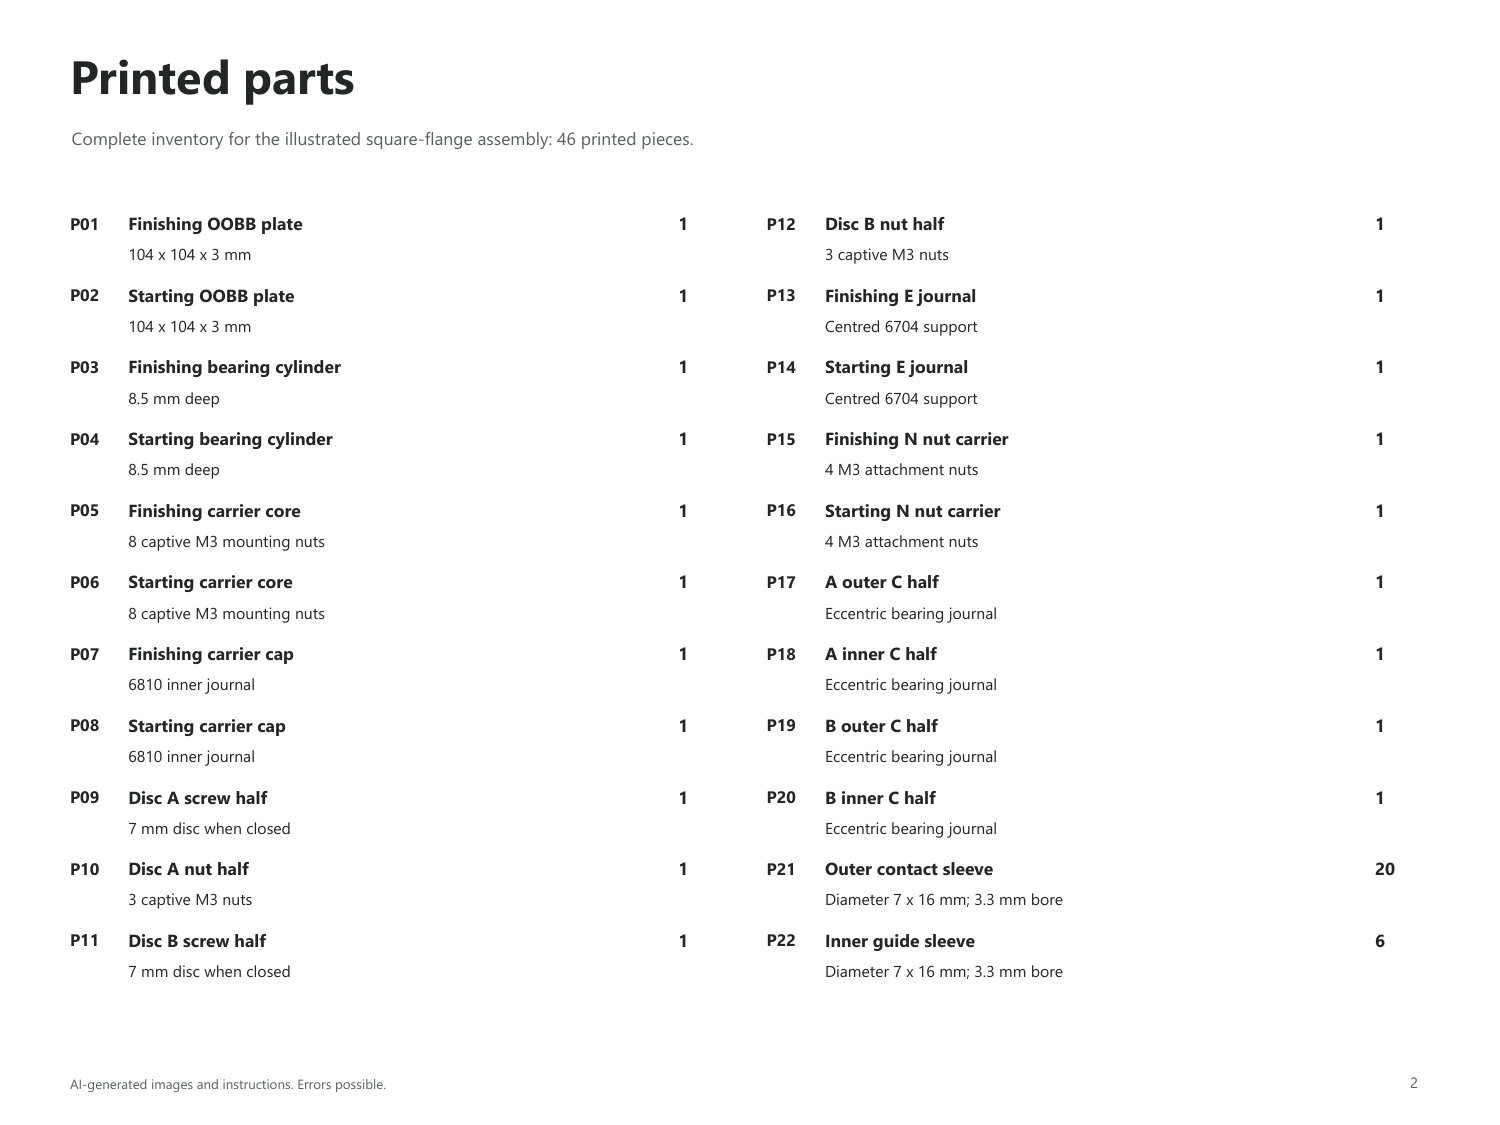 Printed parts
Complete inventory for the illustrated square-flange assembly: 46 printed pieces.
P01 Finishing OOBB plate 1
104 x 104 x 3 mm
P02 Starting OOBB plate 1
104 x 104 x 3 mm
P03 Finishing bearing cylinder 1
8.5 mm deep
P04 Starting bearing cylinder 1
8.5 mm deep
P05 Finishing carrier core 1
8 captive M3 mounting nuts
P06 Starting carrier core 1
8 captive M3 mounting nuts
P07 Finishing carrier cap 1
6810 inner journal
P08 Starting carrier cap 1
6810 inner journal
P09 Disc A screw half 1
7 mm disc when closed
P10 Disc A nut half 1
3 captive M3 nuts
P11 Disc B screw half 1
7 mm disc when closed
P12 Disc B nut half 1
3 captive M3 nuts
P13 Finishing E journal 1
Centred 6704 support
P14 Starting E journal 1
Centred 6704 support
P15 Finishing N nut carrier 1
4 M3 attachment nuts
P16 Starting N nut carrier 1
4 M3 attachment nuts
P17 A outer C half 1
Eccentric bearing journal
P18 A inner C half 1
Eccentric bearing journal
P19 B outer C half 1
Eccentric bearing journal
P20 B inner C half 1
Eccentric bearing journal
P21 Outer contact sleeve 20
Diameter 7 x 16 mm; 3.3 mm bore
P22 Inner guide sleeve 6
Diameter 7 x 16 mm; 3.3 mm bore
AI-generated images and instructions. Errors possible.
2